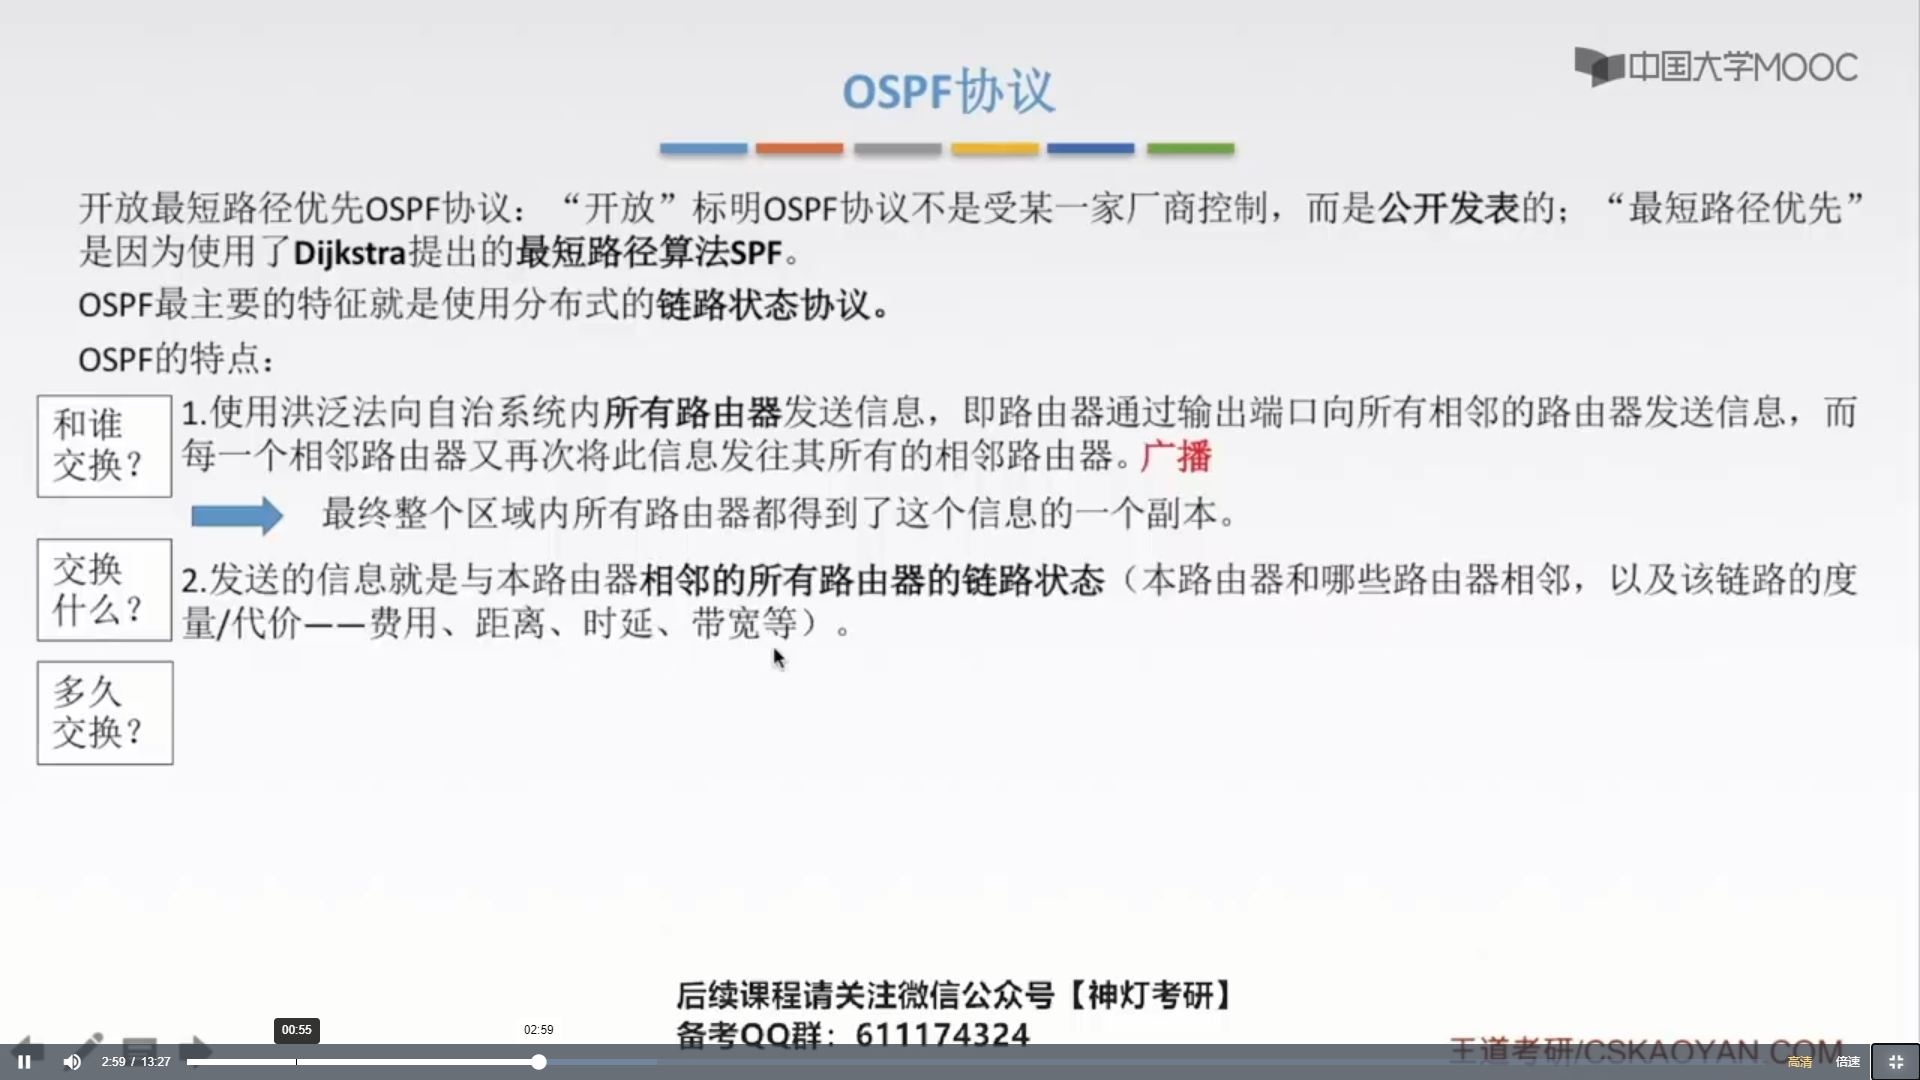 中国大学MOOC
OSPF协议
开放最短路径优先OSPF协议：“开放”标明OSPF协议不是受某一家厂商控制，而是公开发表的；“最短路径优先”
是因为使用了Dijkstra提出的最短路径算法SPF。
OSPF最主要的特征就是使用分布式的链路状态协议。
OSPF的特点：
和谁
交换？
1.使用洪泛法向自治系统内所有路由器发送信息，即路由器通过输出端口向所有相邻的路由器发送信息，而
每一个相邻路由器又再次将此信息发往其所有的相邻路由器。广播
最终整个区域内所有路由器都得到了这个信息的一个副本。
交换
什么？
2.发送的信息就是与本路由器相邻的所有路由器的链路状态（本路由器和哪些路由器相邻，以及该链路的度
量/代价——费用、距离、时延、带宽等）。
多久
交换？
后续课程请关注微信公众号【神灯考研】
备考QQ群：611174324
王道考研/CSKAOYAN.COM
00:55
02:59
2:59 / 13:27
高清
倍速